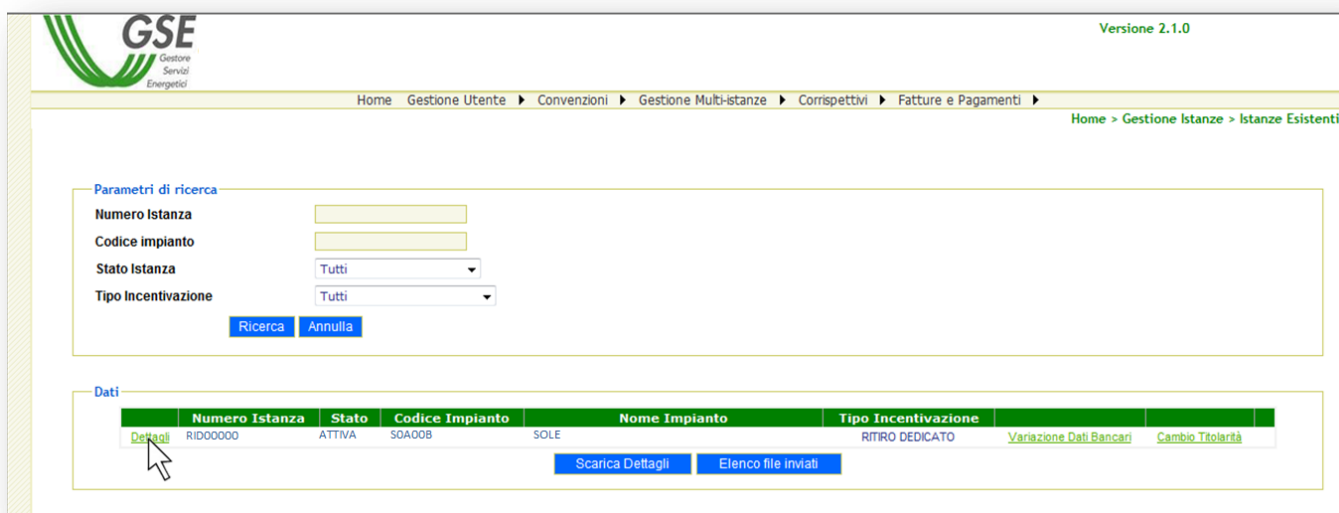 GSE
Gestore
Servizi
Energetici
Versione 2.1.0
Home Gestione Utente Convenzioni Gestione Multi-istanze Corrispettivi Fatture e Pagamenti
Home > Gestione Istanze > Istanze Esistenti
Parametri di ricerca
Numero Istanza
Codice impianto
Stato Istanza Tutti
Tipo Incentivazione Tutti
Ricerca Annulla
Dati
Numero Istanza Stato Codice Impianto Nome Impianto Tipo Incentivazione
Dettagli RID00000 ATTIVA S0A00B SOLE RITIRO DEDICATO Variazione Dati Bancari Cambio Titolarità
Scarica Dettagli Elenco file inviati